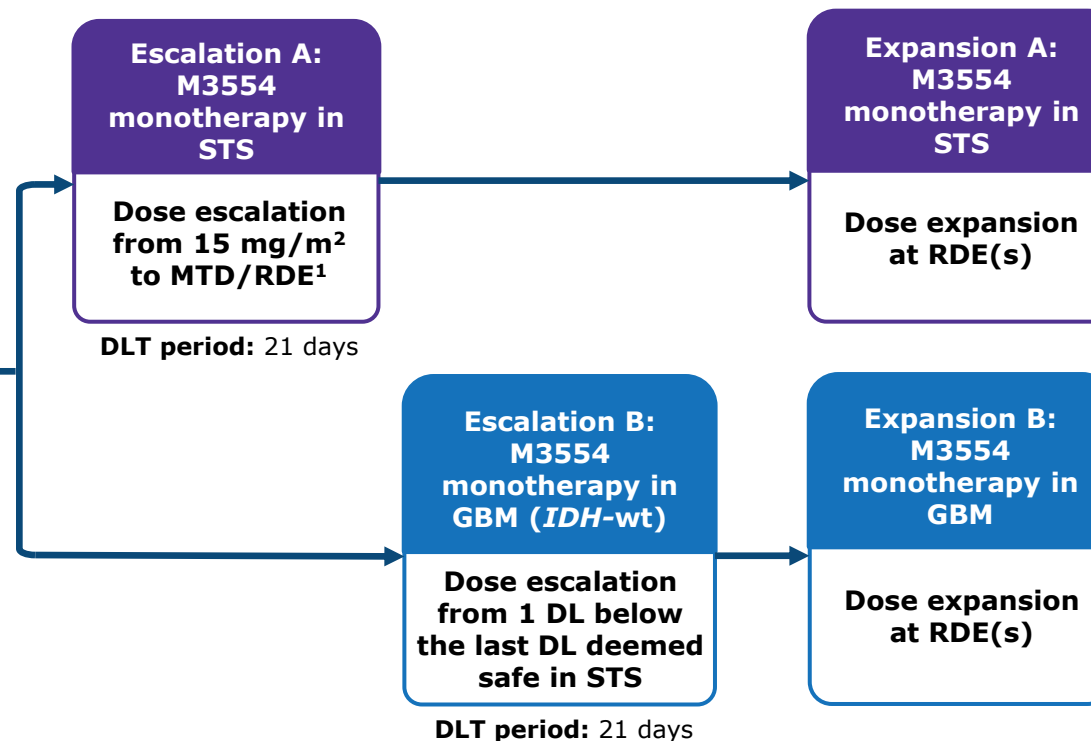 Escalation A:
M3554
monotherapy in
STS
Dose escalation
from 15 mg/m²
to MTD/RDE¹
DLT period: 21 days
Expansion A:
M3554
monotherapy in
STS
Dose expansion
at RDE(s)
Escalation B:
M3554
monotherapy in
GBM (IDH-wt)
Dose escalation
from 1 DL below
the last DL deemed
safe in STS
DLT period: 21 days
Expansion B:
M3554
monotherapy in
GBM
Dose expansion
at RDE(s)